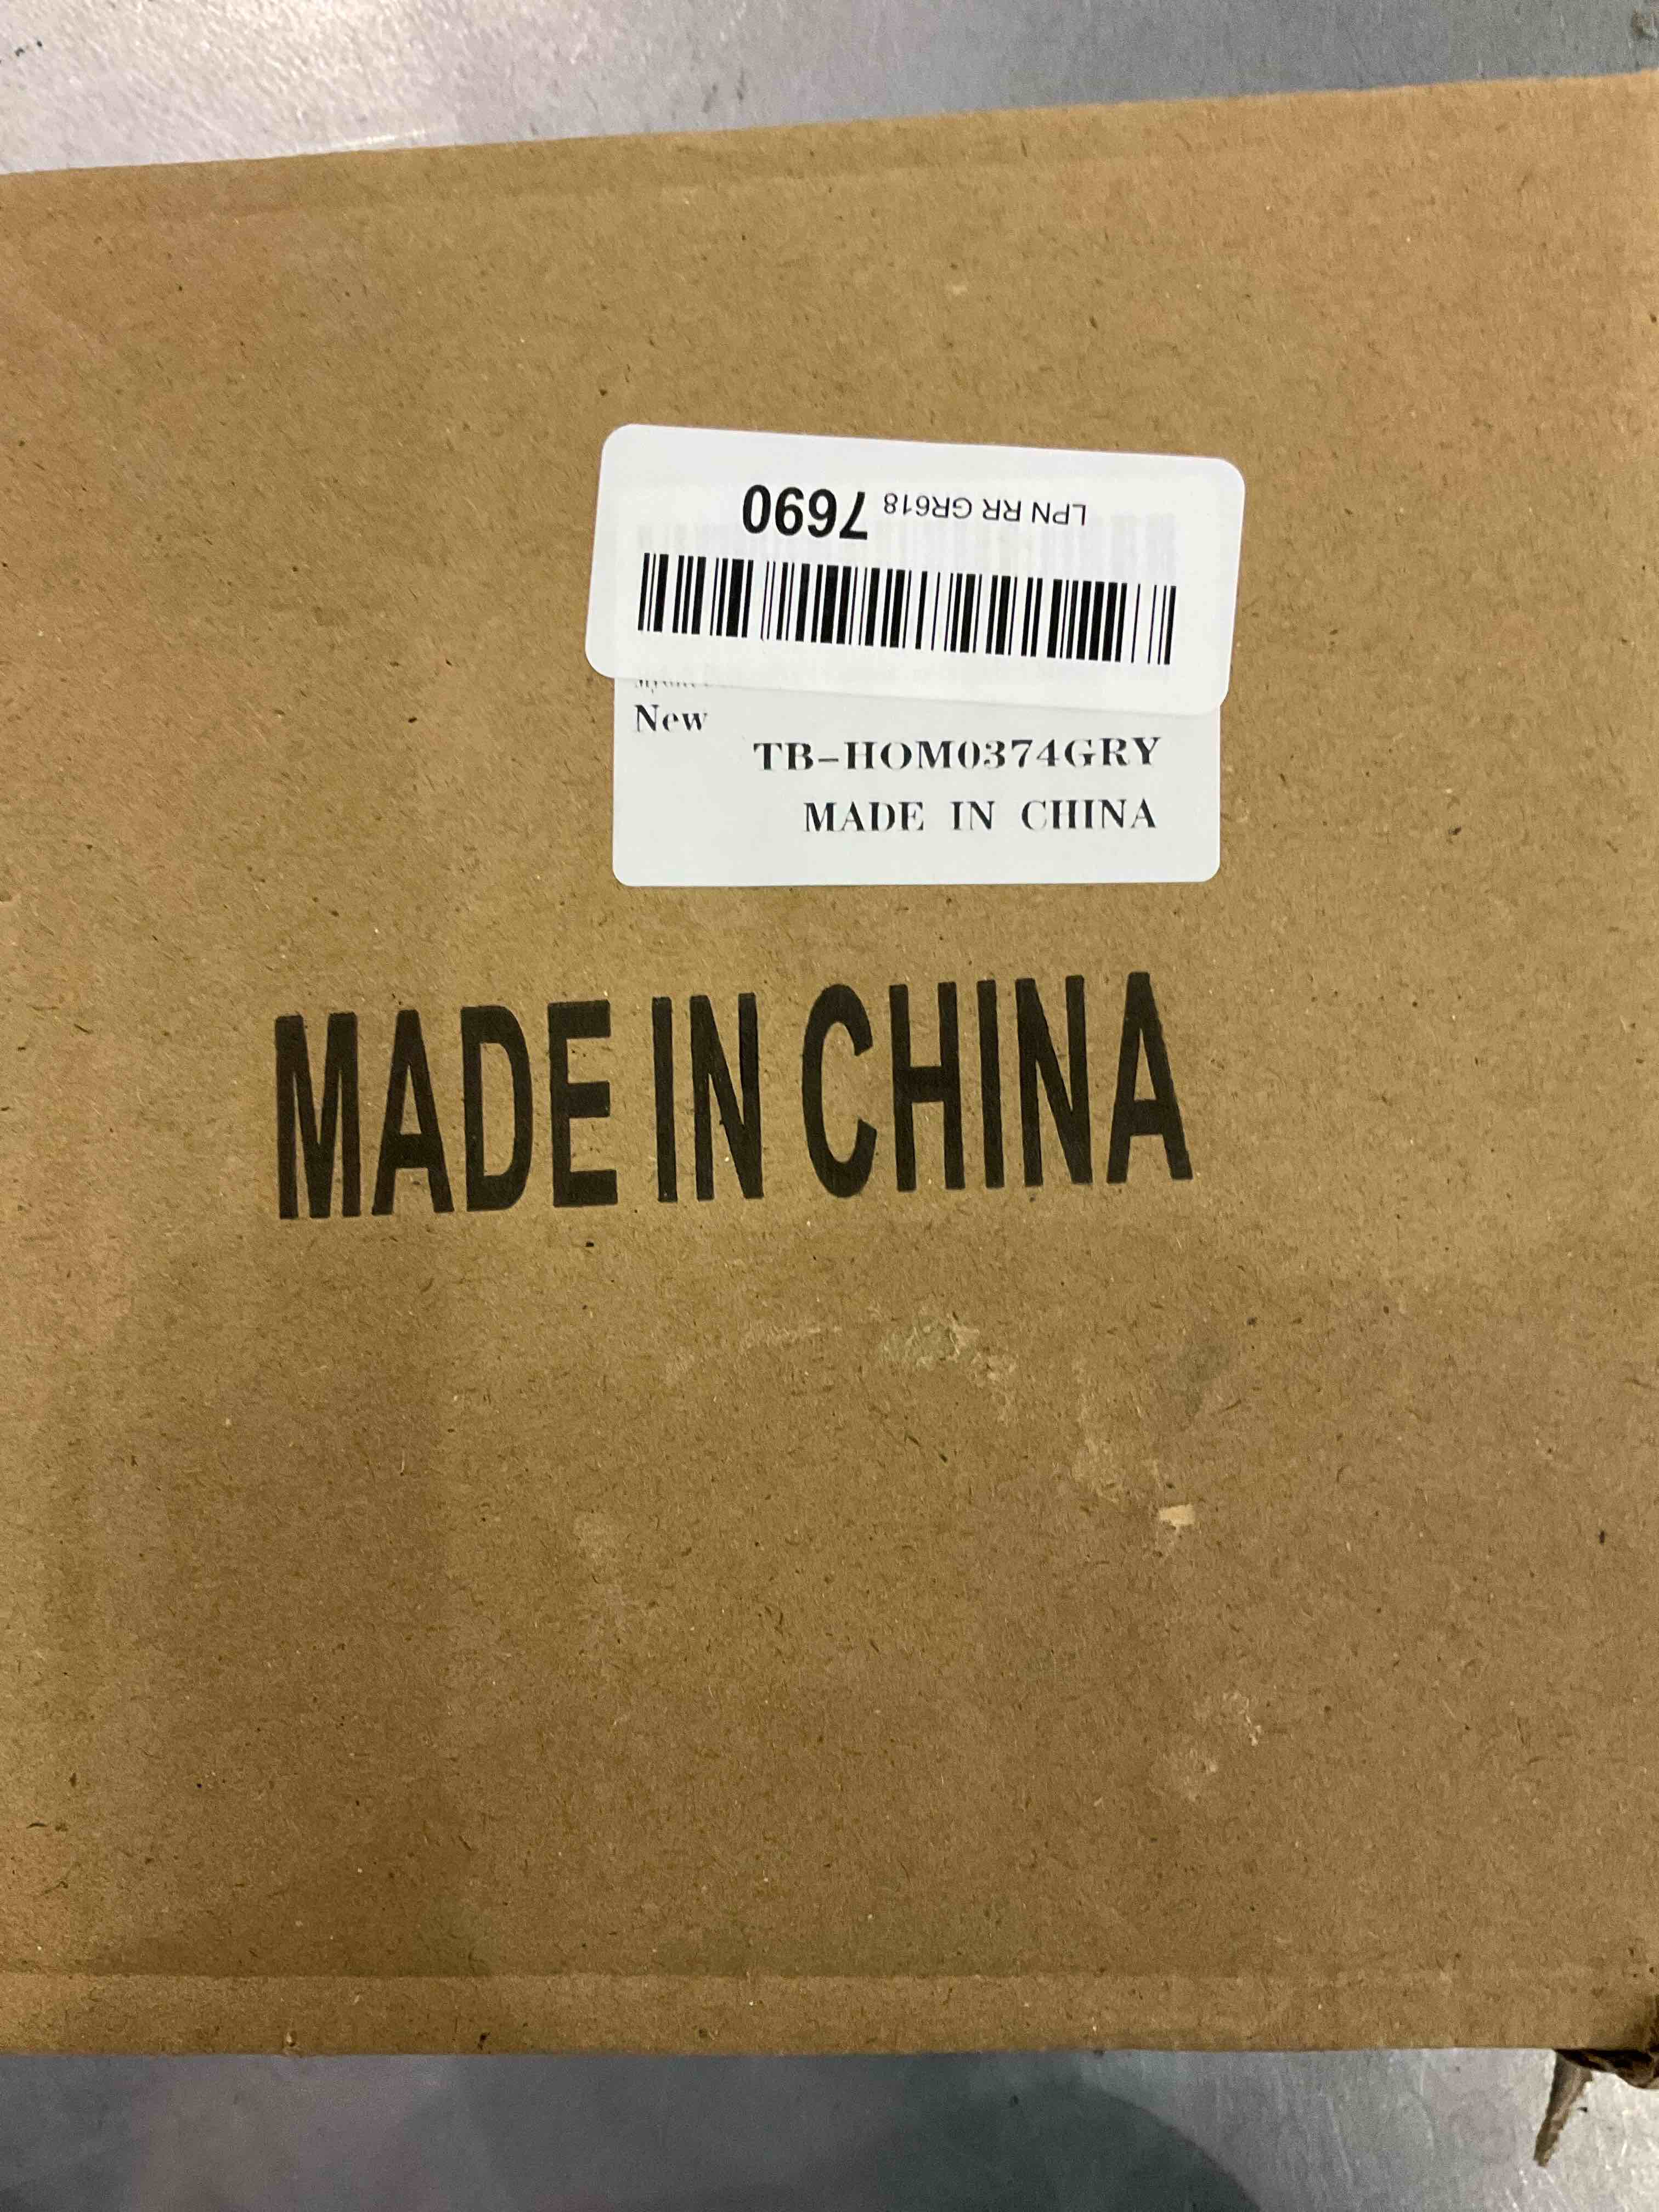 LPN RR GR618 7690
New
TB-HOM0374GRY
MADE IN CHINA
MADE IN CHINA